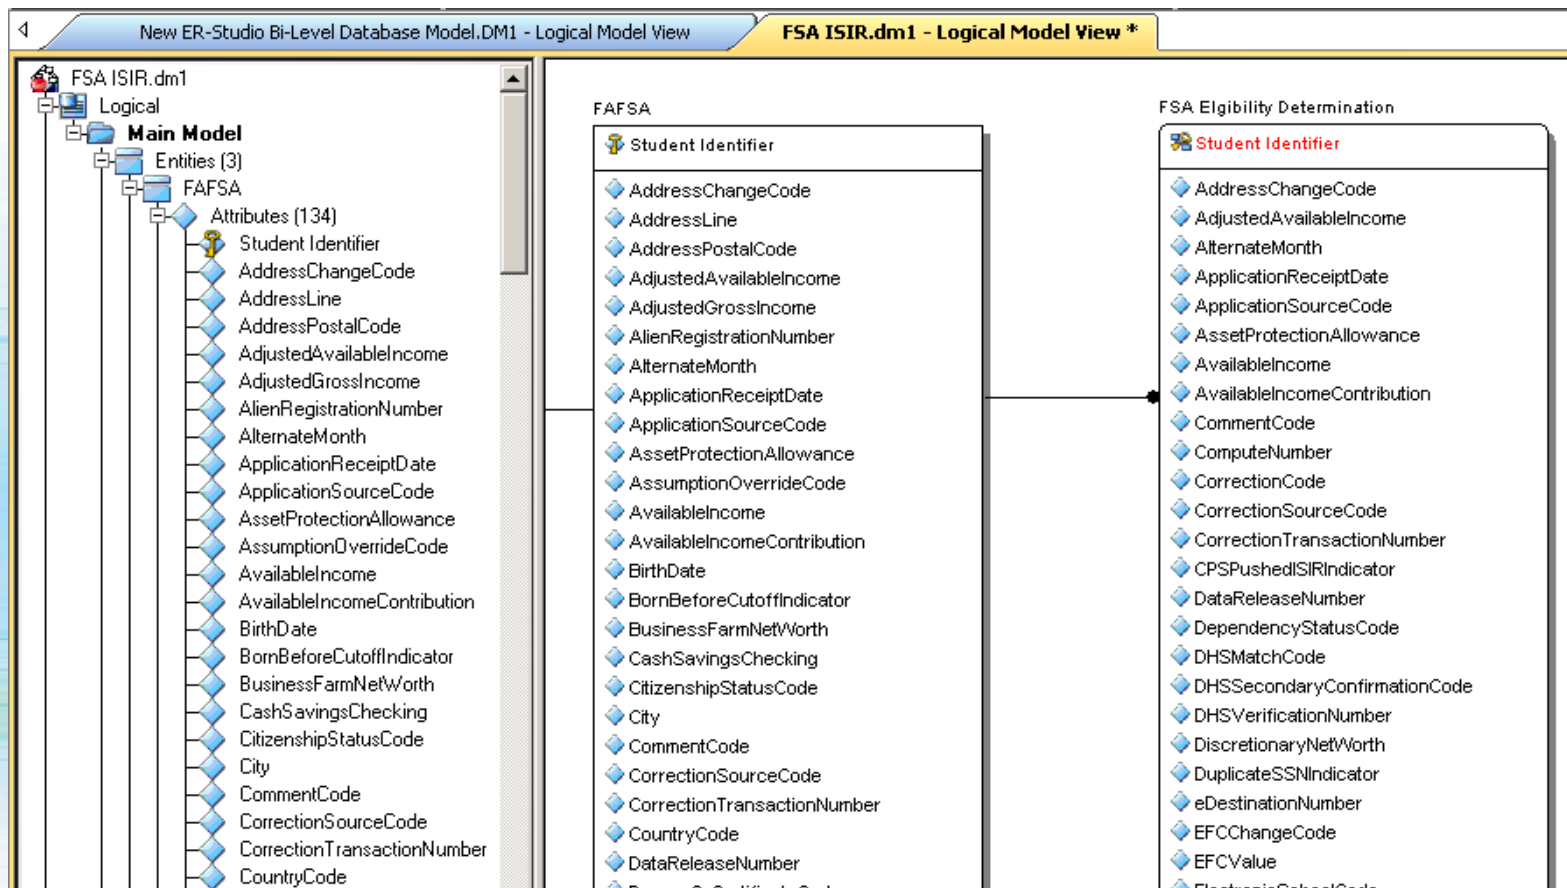 New ER-Studio Bi-Level Database Model.DM1 - Logical Model View
FSA ISIR.dm1 - Logical Model View *
FSA ISIR.dm1
Logical
Main Model
Entities (3)
FAFSA
Attributes (134)
Student Identifier
AddressChangeCode
AddressLine
AddressPostalCode
AdjustedAvailableIncome
AdjustedGrossIncome
AlienRegistrationNumber
AlternateMonth
ApplicationReceiptDate
ApplicationSourceCode
AssetProtectionAllowance
AssumptionOverrideCode
AvailableIncome
AvailableIncomeContribution
BirthDate
BornBeforeCutoffIndicator
BusinessFarmNetWorth
CashSavingsChecking
CitizenshipStatusCode
City
CommentCode
CorrectionSourceCode
CorrectionTransactionNumber
CountryCode
FAFSA
Student Identifier
AddressChangeCode
AddressLine
AddressPostalCode
AdjustedAvailableIncome
AdjustedGrossIncome
AlienRegistrationNumber
AlternateMonth
ApplicationReceiptDate
ApplicationSourceCode
AssetProtectionAllowance
AssumptionOverrideCode
AvailableIncome
AvailableIncomeContribution
BirthDate
BornBeforeCutoffIndicator
BusinessFarmNetWorth
CashSavingsChecking
CitizenshipStatusCode
City
CommentCode
CorrectionSourceCode
CorrectionTransactionNumber
CountryCode
DataReleaseNumber
FSA Elgibility Determination
Student Identifier
AddressChangeCode
AdjustedAvailableIncome
AlternateMonth
ApplicationReceiptDate
ApplicationSourceCode
AssetProtectionAllowance
AvailableIncome
AvailableIncomeContribution
CommentCode
ComputeNumber
CorrectionCode
CorrectionSourceCode
CorrectionTransactionNumber
CPSPushedISIRIndicator
DataReleaseNumber
DependencyStatusCode
DHSMatchCode
DHSSecondaryConfirmationCode
DHSVerificationNumber
DiscretionaryNetWorth
DuplicateSSNIndicator
eDestinationNumber
EFCChangeCode
EFCValue